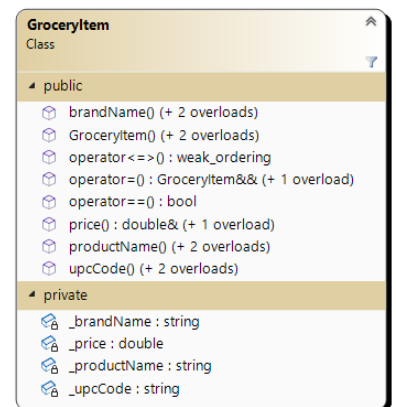 GroceryItem
Class
public
brandName() (+ 2 overloads)
GroceryItem() (+ 2 overloads)
operator<=>() : weak_ordering
operator=() : GroceryItem&& (+ 1 overload)
operator==() : bool
price() : double& (+ 1 overload)
productName() (+ 2 overloads)
upcCode() (+ 2 overloads)
private
_brandName : string
_price : double
_productName : string
_upcCode : string